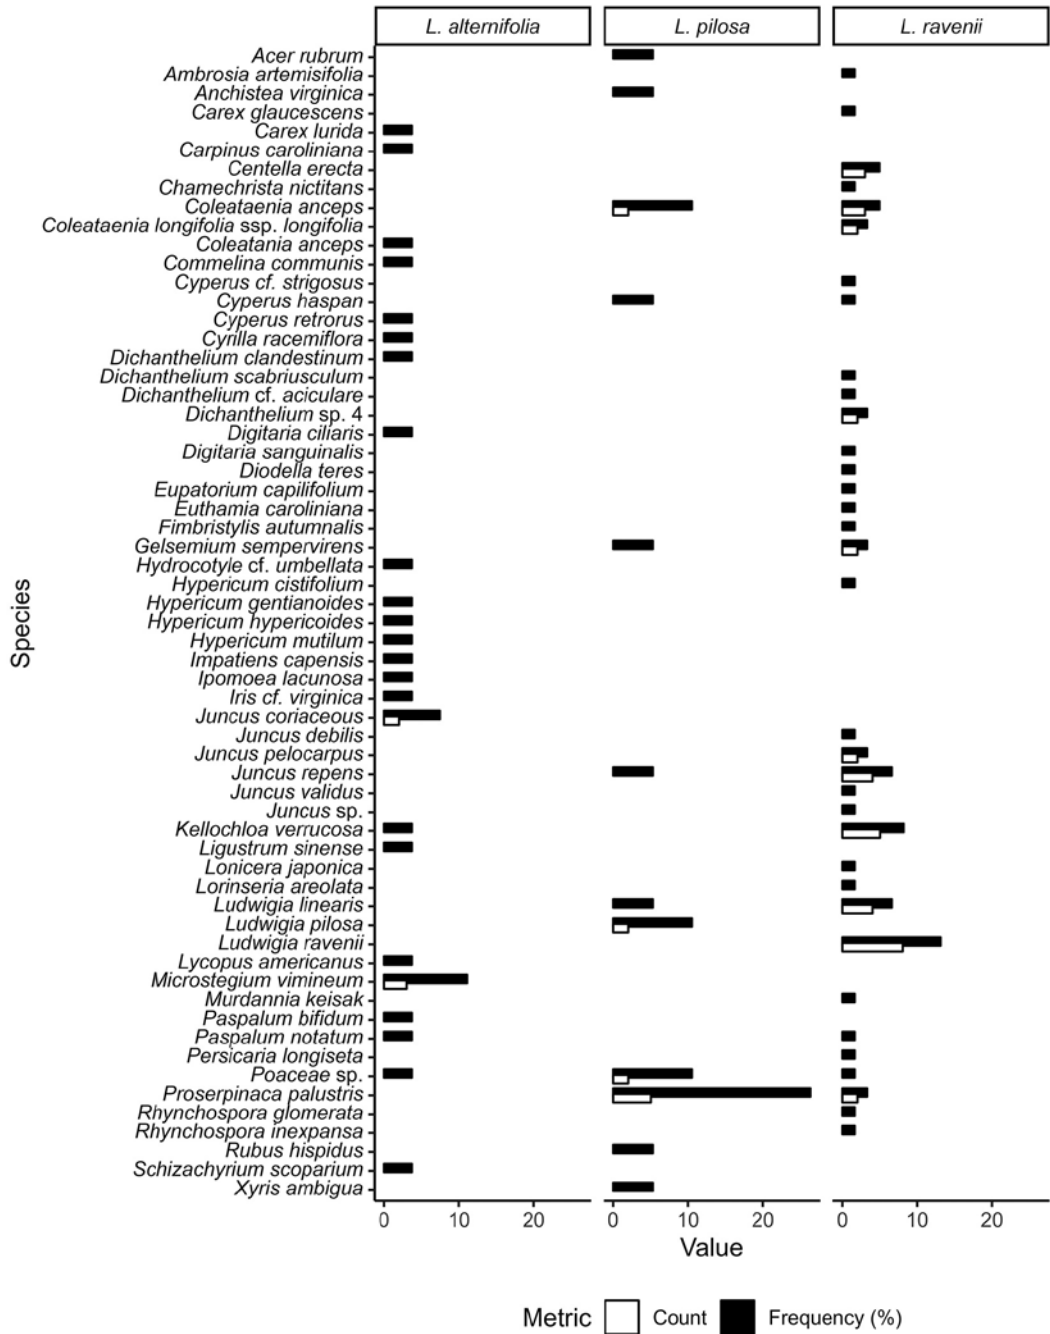 L. alternifolia
L. pilosa
L. ravenii
Species
Acer rubrum
Ambrosia artemisifolia
Anchistea virginica
Carex glaucescens
Carex lurida
Carpinus caroliniana
Centella erecta
Chamechrista nictitans
Coleataenia anceps
Coleataenia longifolia ssp. longifolia
Coleatania anceps
Commelina communis
Cyperus cf. strigosus
Cyperus haspan
Cyperus retrorus
Cyrilla racemiflora
Dichanthelium clandestinum
Dichanthelium scabriusculum
Dichanthelium cf. aciculare
Dichanthelium sp. 4
Digitaria ciliaris
Digitaria sanguinalis
Diodella teres
Eupatorium capilifolium
Euthamia caroliniana
Fimbristylis autumnalis
Gelsemium sempervirens
Hydrocotyle cf. umbellata
Hypericum cistifolium
Hypericum gentianoides
Hypericum hypericoides
Hypericum mutilum
Impatiens capensis
Ipomoea lacunosa
Iris cf. virginica
Juncus coriaceous
Juncus debilis
Juncus pelocarpus
Juncus repens
Juncus validus
Juncus sp.
Kellochloa verrucosa
Ligustrum sinense
Lonicera japonica
Lorinseria areolata
Ludwigia linearis
Ludwigia pilosa
Ludwigia ravenii
Lycopus americanus
Microstegium vimineum
Murdannia keisak
Paspalum bifidum
Paspalum notatum
Persicaria longiseta
Poaceae sp.
Proserpinaca palustris
Rhynchospora glomerata
Rhynchospora inexpansa
Rubus hispidus
Schizachyrium scoparium
Xyris ambigua
0 10 20 0 10 20 0 10 20
Value
Metric Count Frequency (%)